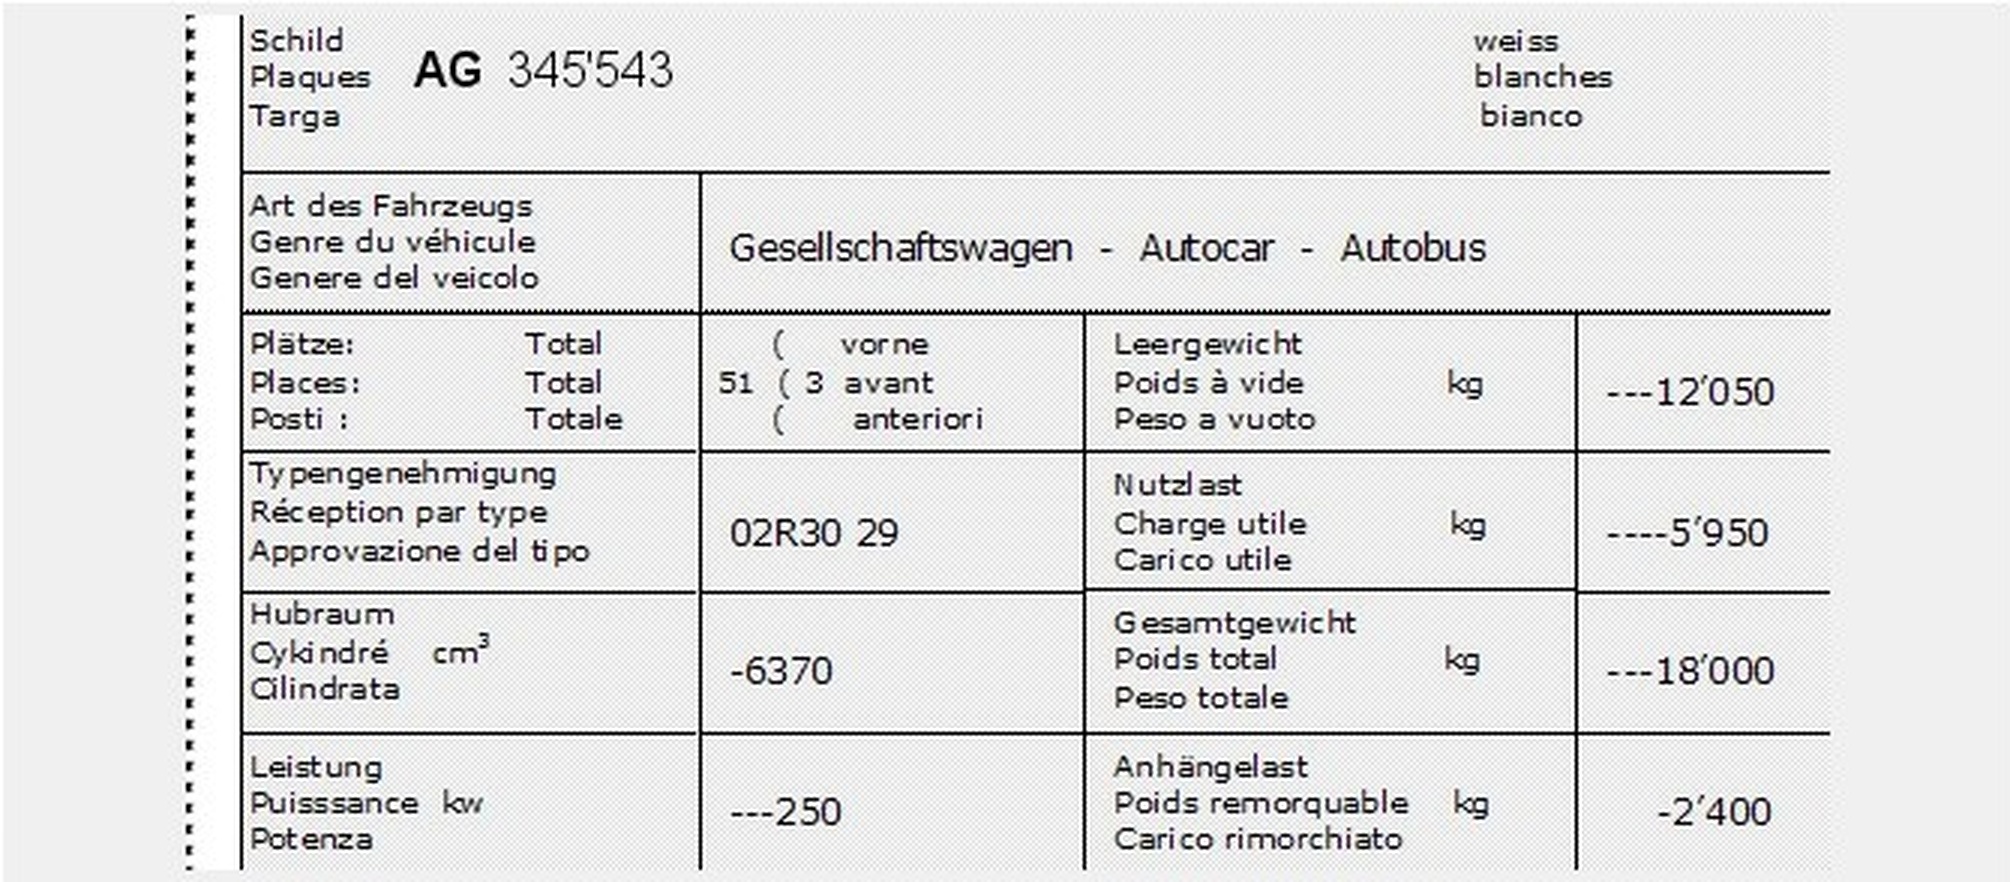 Schild
Plaques AG 345'543
Targa
weiss
blanches
bianco
Art des Fahrzeugs
Genre du véhicule
Genere del veicolo
Gesellschaftswagen - Autocar - Autobus
Plätze: Total
Places: Total
Posti : Totale
( vorne
51 ( 3 avant
( anteriori
Leergewicht
Poids à vide kg
Peso a vuoto
---12′050
Typengenehmigung
Réception par type
Approvazione del tipo
02R30 29
Nutzlast
Charge utile kg
Carico utile
----5′950
Hubraum
Cykindré cm³
Cilindrata
-6370
Gesamtgewicht
Poids total kg
Peso totale
---18′000
Leistung
Puisssance kw
Potenza
---250
Anhängelast
Poids remorquable kg
Carico rimorchiato
-2′400